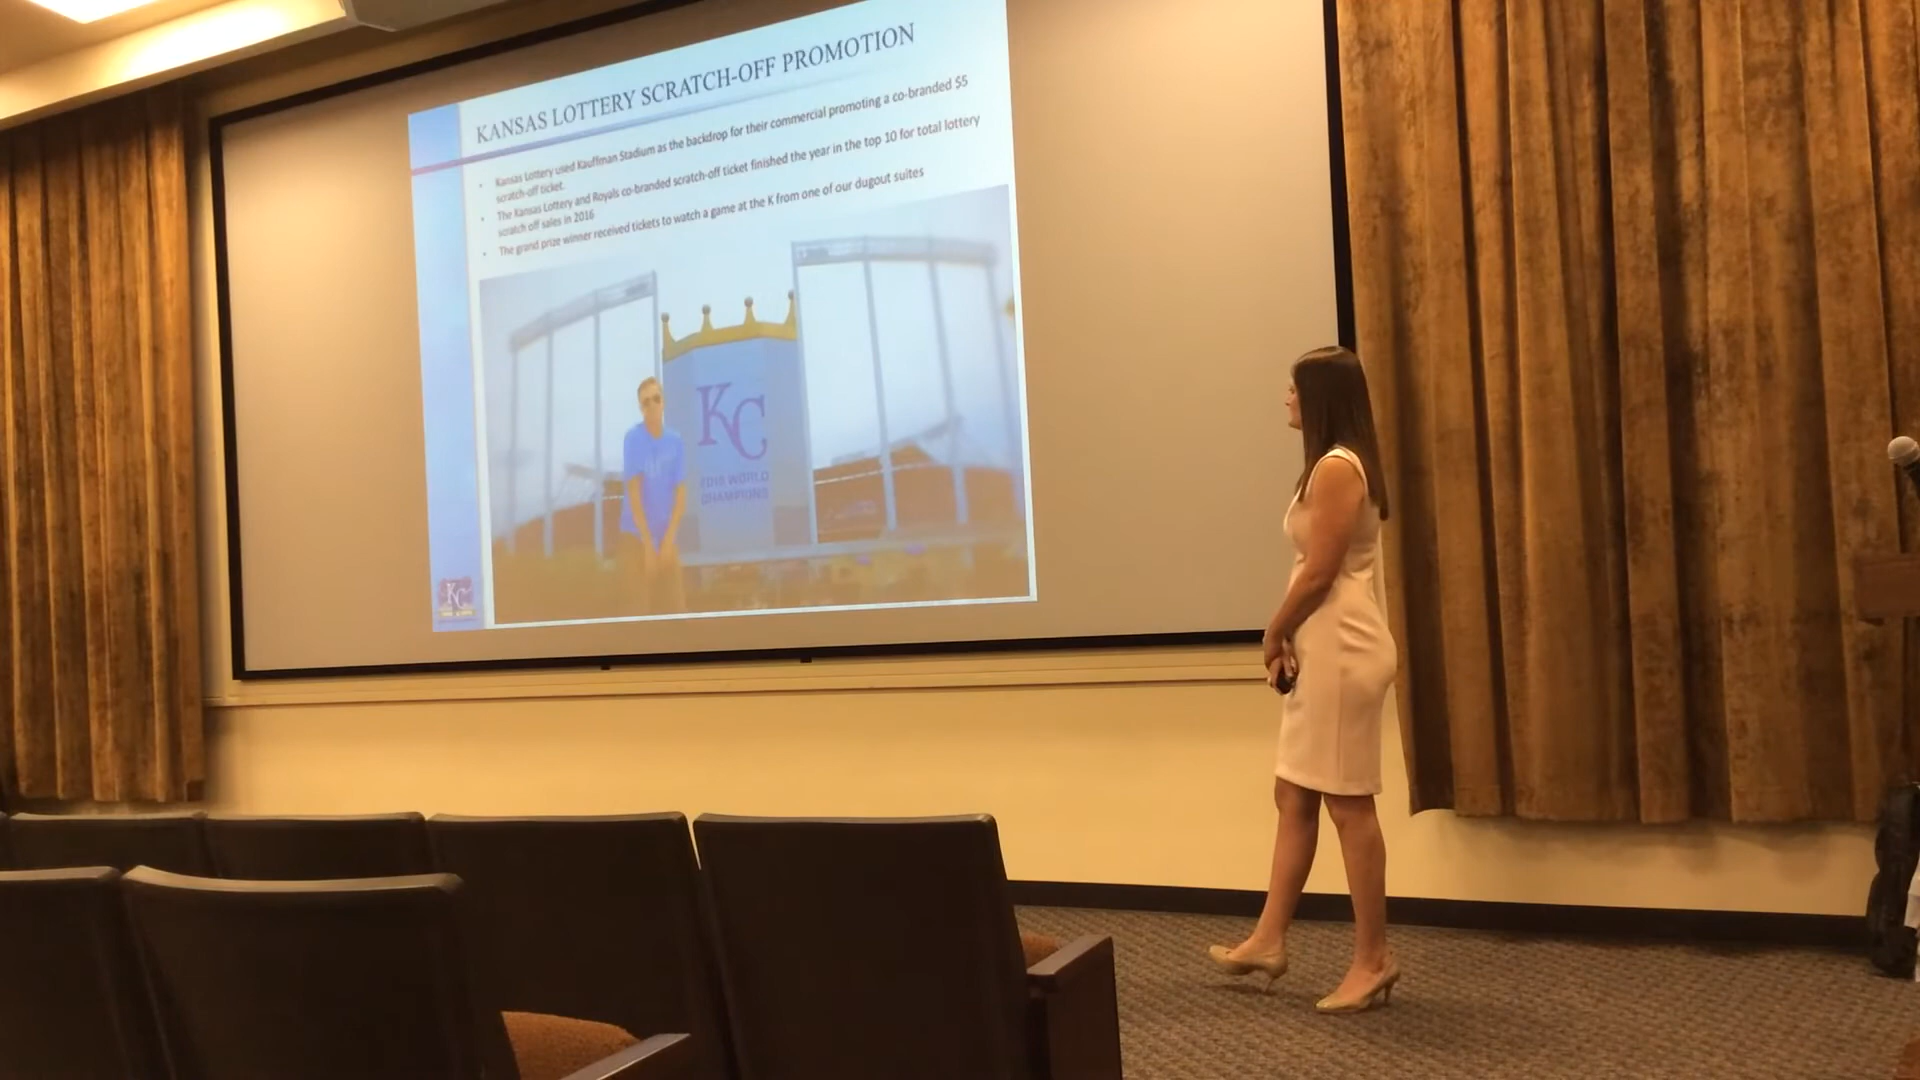 KANSAS LOTTERY SCRATCH-OFF PROMOTION
Kansas Lottery used Kauffman Stadium as the backdrop for their commercial promoting a co-branded $5
scratch-off ticket.
The Kansas Lottery and Royals co-branded scratch-off ticket finished the year in the top 10 for total lottery
scratch off sales in 2016
The grand prize winner received tickets to watch a game at the K from one of our dugout suites
KC
WORLD
CHAMPIONS
KC